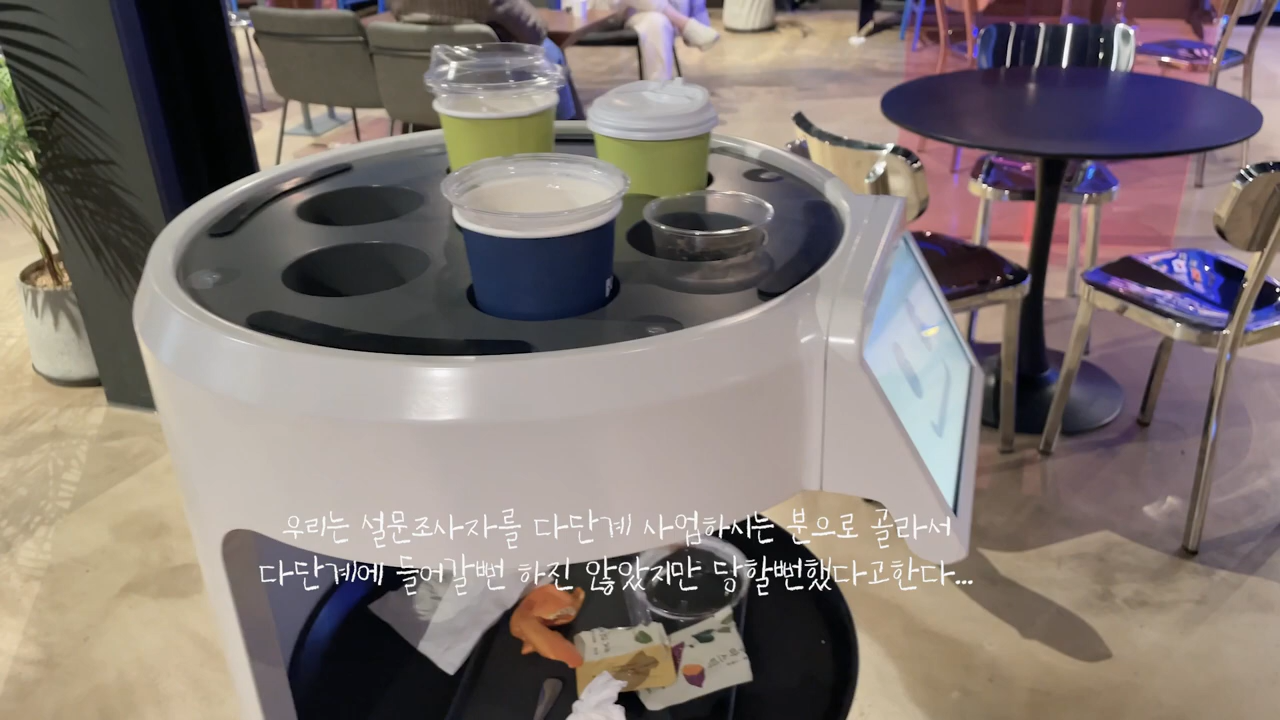 우리는 설문조사자를 다단계 사업하시는 분으로 골라서
다단계에 들어갈뻔 하진 않았지만 당할뻔했다고한다...